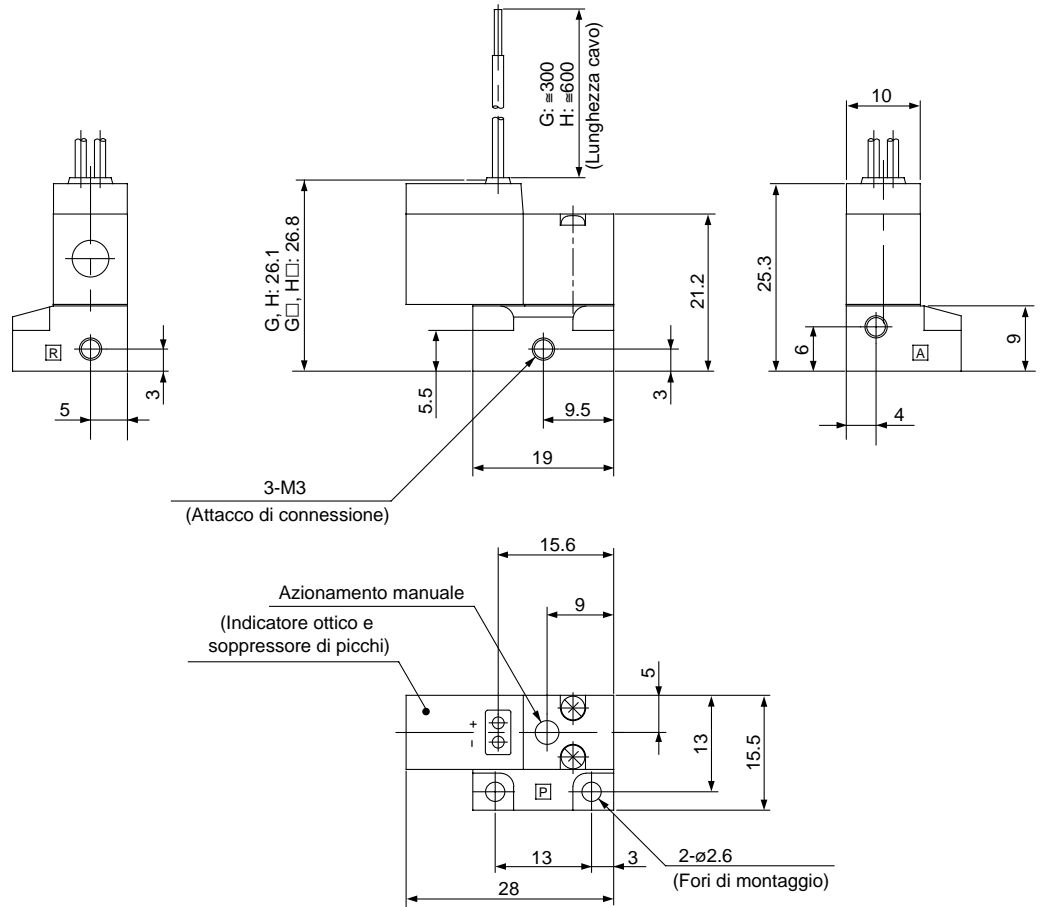 G: ≅300
H: ≅600
(Lunghezza cavo)
10
G, H: 26.1
G□, H□: 26.8
21.2
25.3
R
5
3
5.5
9.5
3
19
A
6
9
4
3-M3
(Attacco di connessione)
15.6
Azionamento manuale
9
(Indicatore ottico e
soppressore di picchi)
5
+
-
13
15.5
P
13
3
2-ø2.6
(Fori di montaggio)
28